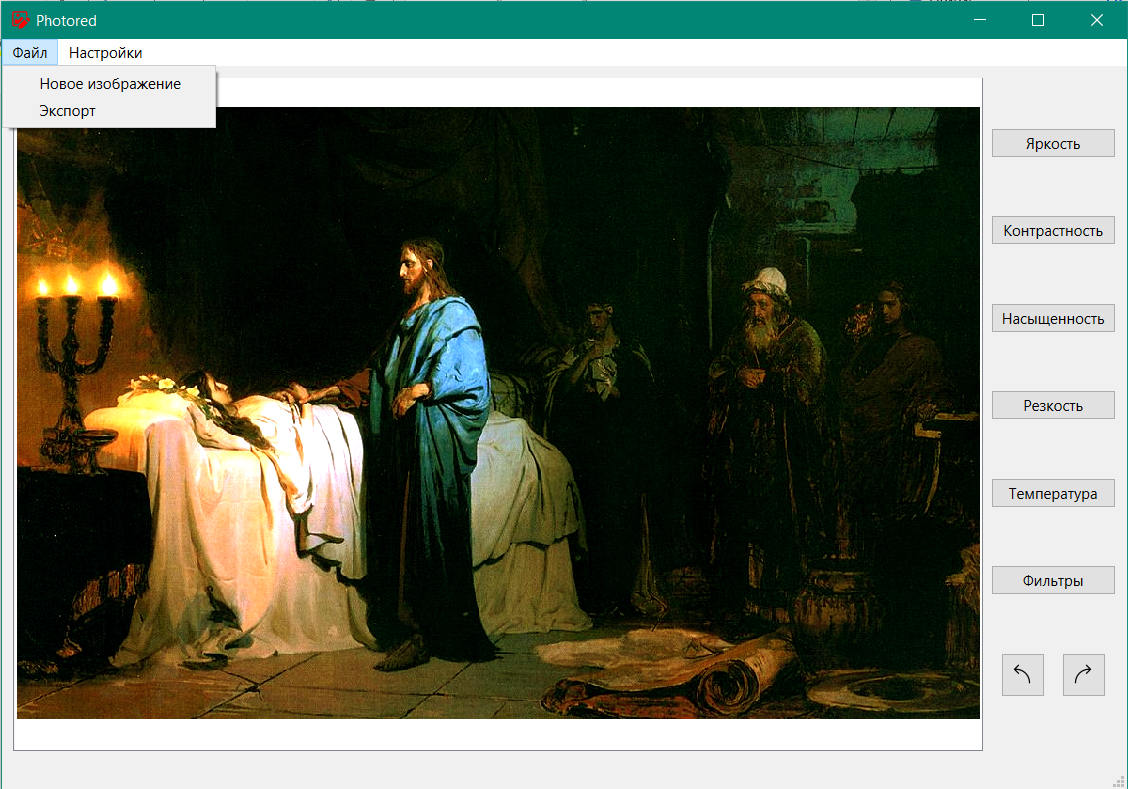 Photored
Файл Настройки
Новое изображение
Экспорт
Яркость
Контрастность
Насыщенность
Резкость
Температура
Фильтры